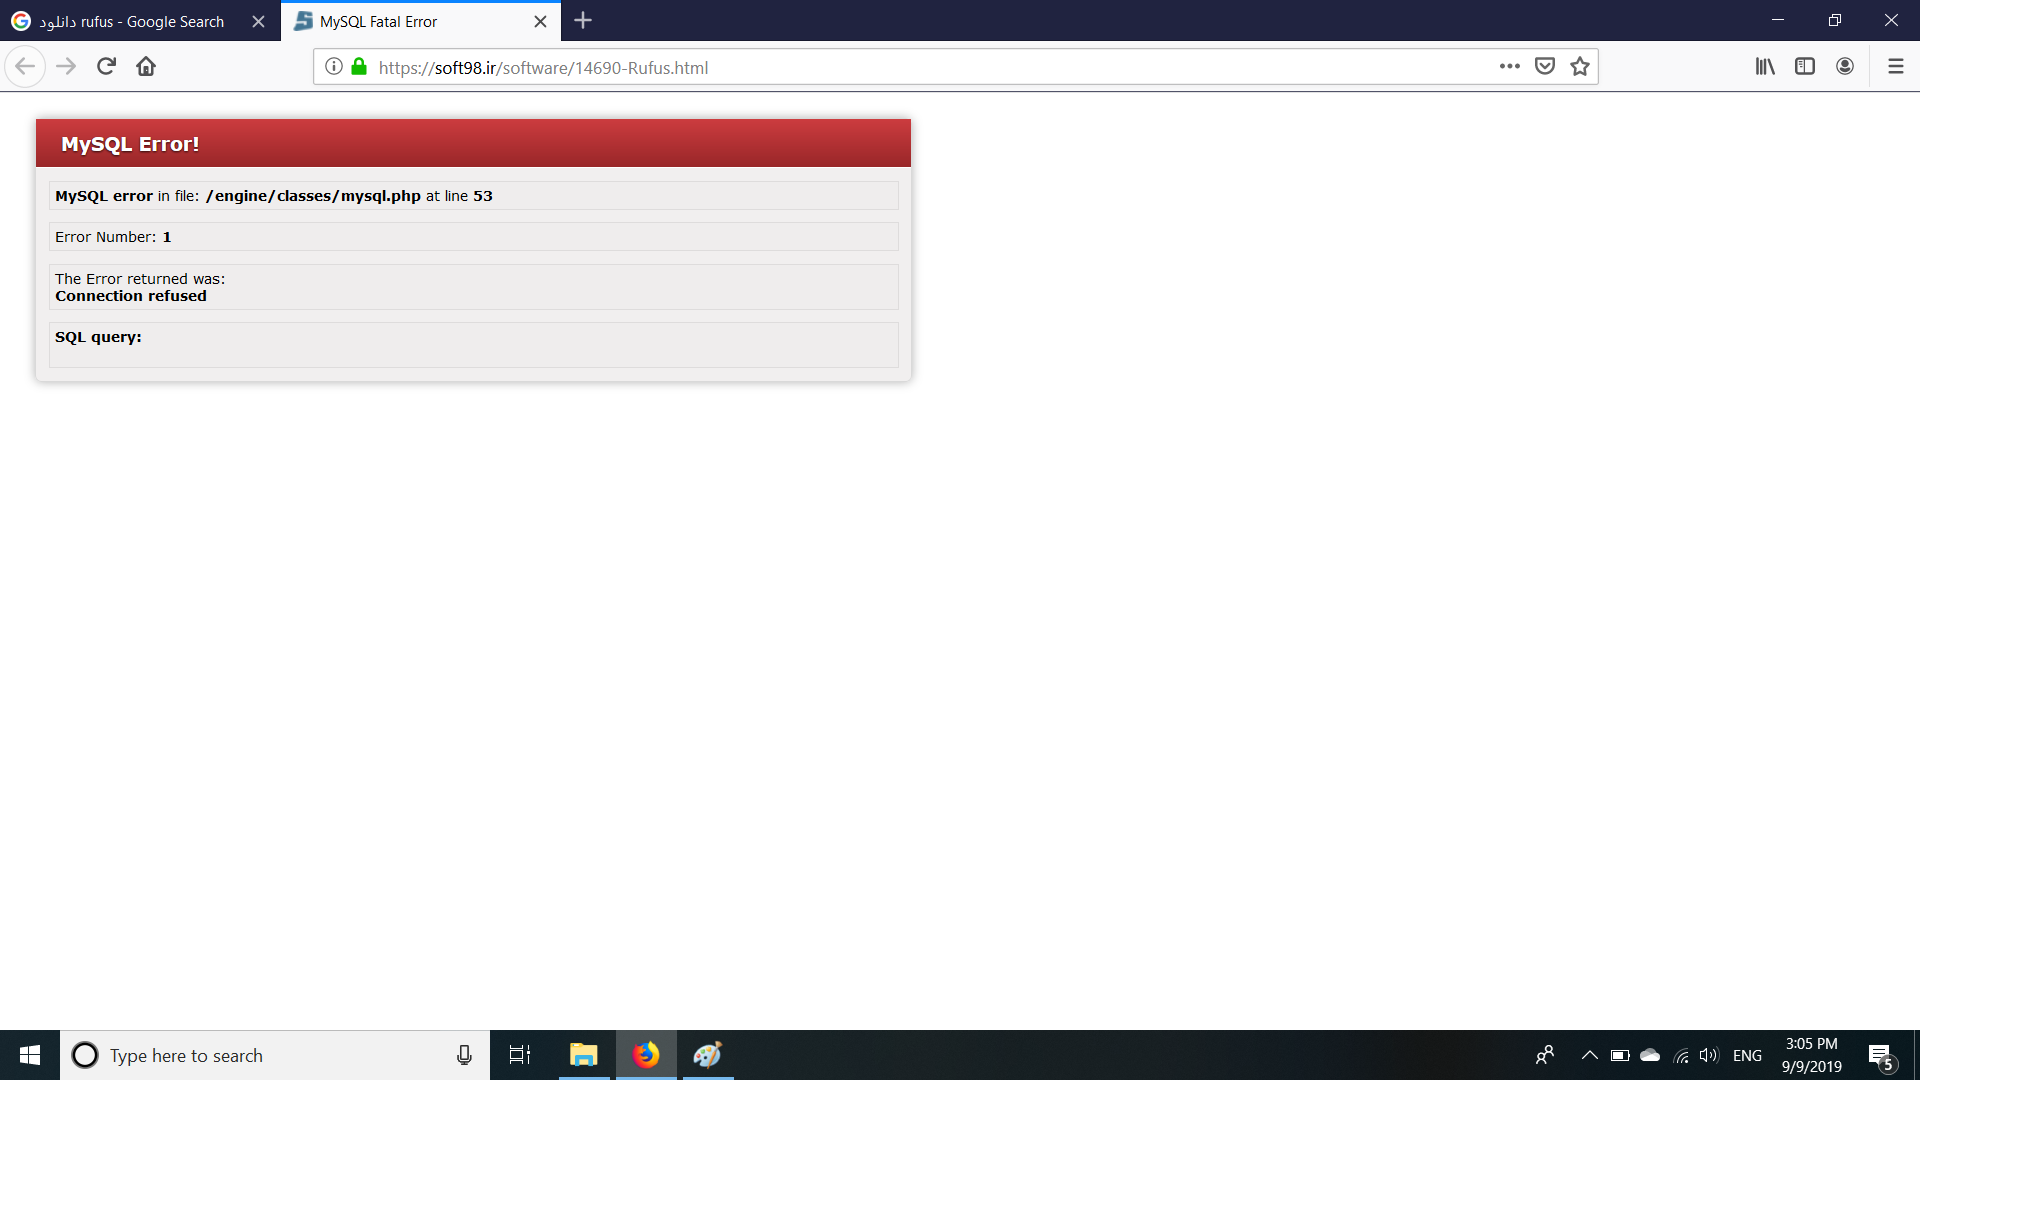 دانلود rufus - Google Search
MySQL Fatal Error
https://soft98.ir/software/14690-Rufus.html
MySQL Error!
MySQL error in file: /engine/classes/mysql.php at line 53
Error Number: 1
The Error returned was:
Connection refused
SQL query:
Type here to search
ENG
3:05 PM
9/9/2019
5